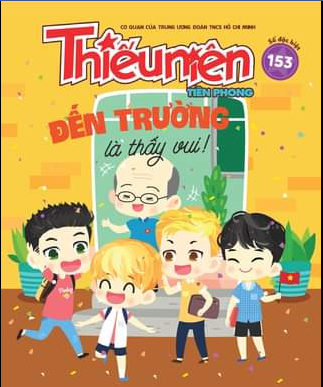 CƠ QUAN CỦA TRUNG ƯƠNG ĐOÀN TNCS HỒ CHÍ MINH
Thiếu niên
TIỀN PHONG
Số đặc biệt
153
ĐẾN TRƯỜNG
là thấy vui!